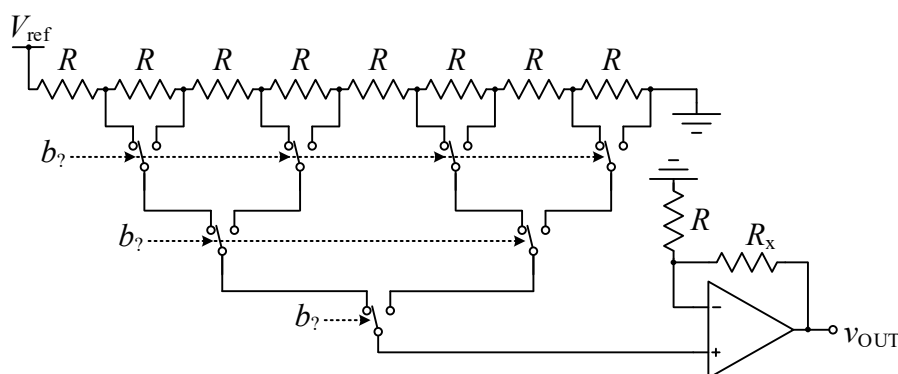 V_ref
R R R R R R R R
b_?
R
R_x
b_?
b_?
−
+
v_OUT